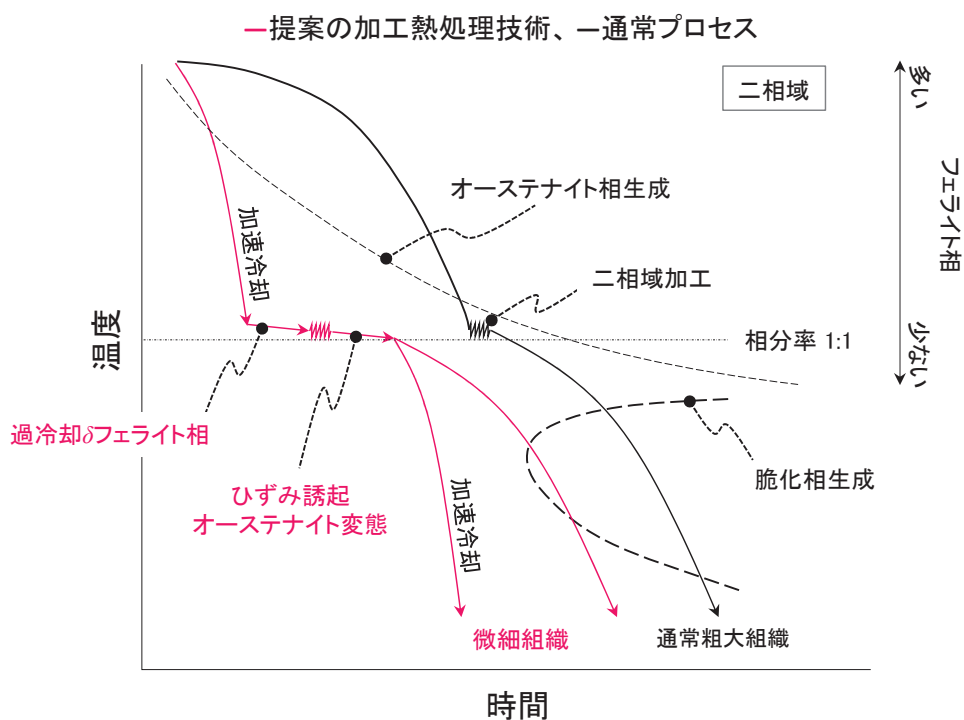 ー提案の加工熱処理技術、ー通常プロセス
二相域
多い
フェライト相
少ない
オーステナイト相生成
加速冷却
二相域加工
温度
相分率 1:1
過冷却δフェライト相
ひずみ誘起
オーステナイト変態
加速冷却
脆化相生成
微細組織
通常粗大組織
時間